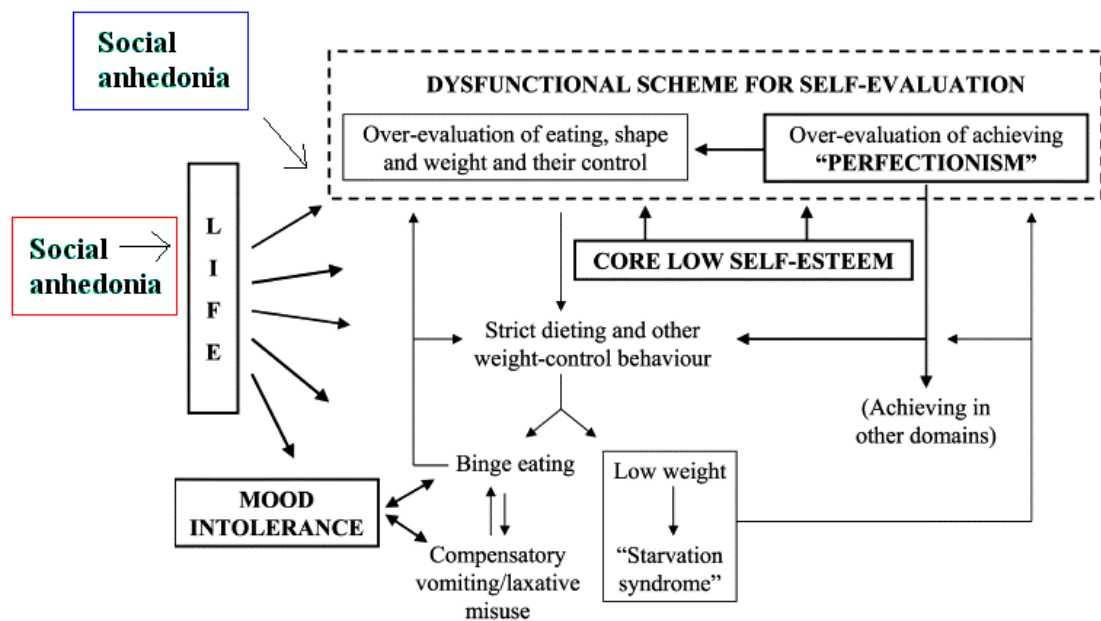 Social
anhedonia
DYSFUNCTIONAL SCHEME FOR SELF-EVALUATION
Over-evaluation of eating, shape
and weight and their control
Over-evaluation of achieving
“PERFECTIONISM”
L
I
F
E
Social
anhedonia
CORE LOW SELF-ESTEEM
Strict dieting and other
weight-control behaviour
(Achieving in
other domains)
Binge eating
Low weight
MOOD
INTOLERANCE
Compensatory
vomiting/laxative
misuse
“Starvation
syndrome”